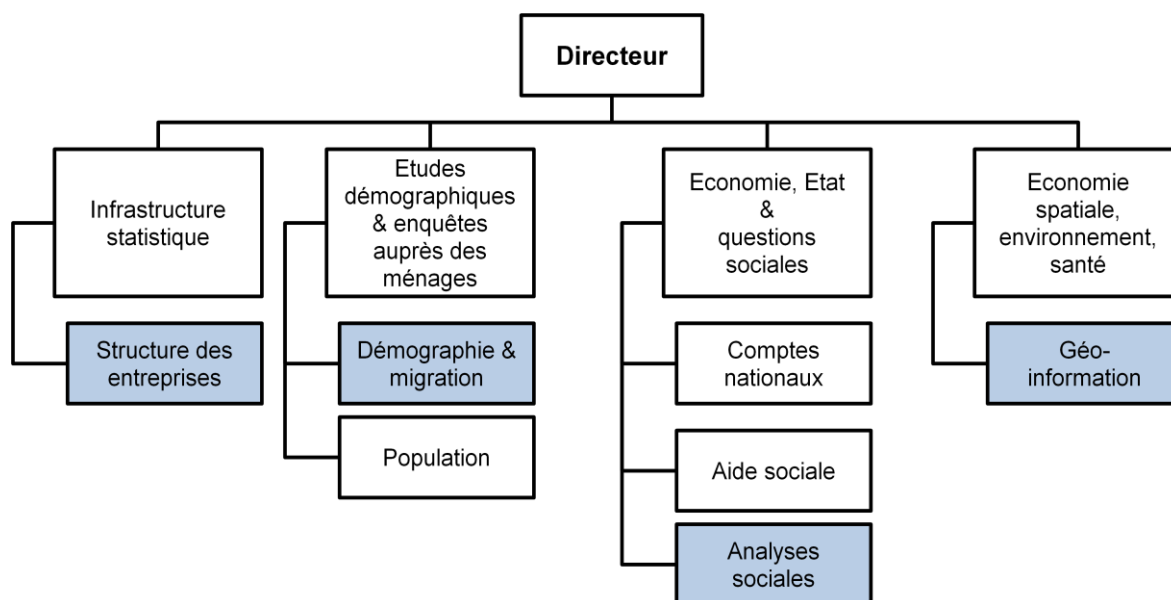 Directeur
Infrastructure
statistique
Etudes
démographiques
& enquêtes
auprès des
ménages
Economie, Etat
&
questions
sociales
Economie
spatiale,
environnement,
santé
Structure des
entreprises
Démographie &
migration
Comptes
nationaux
Géo-
information
Population
Aide sociale
Analyses
sociales